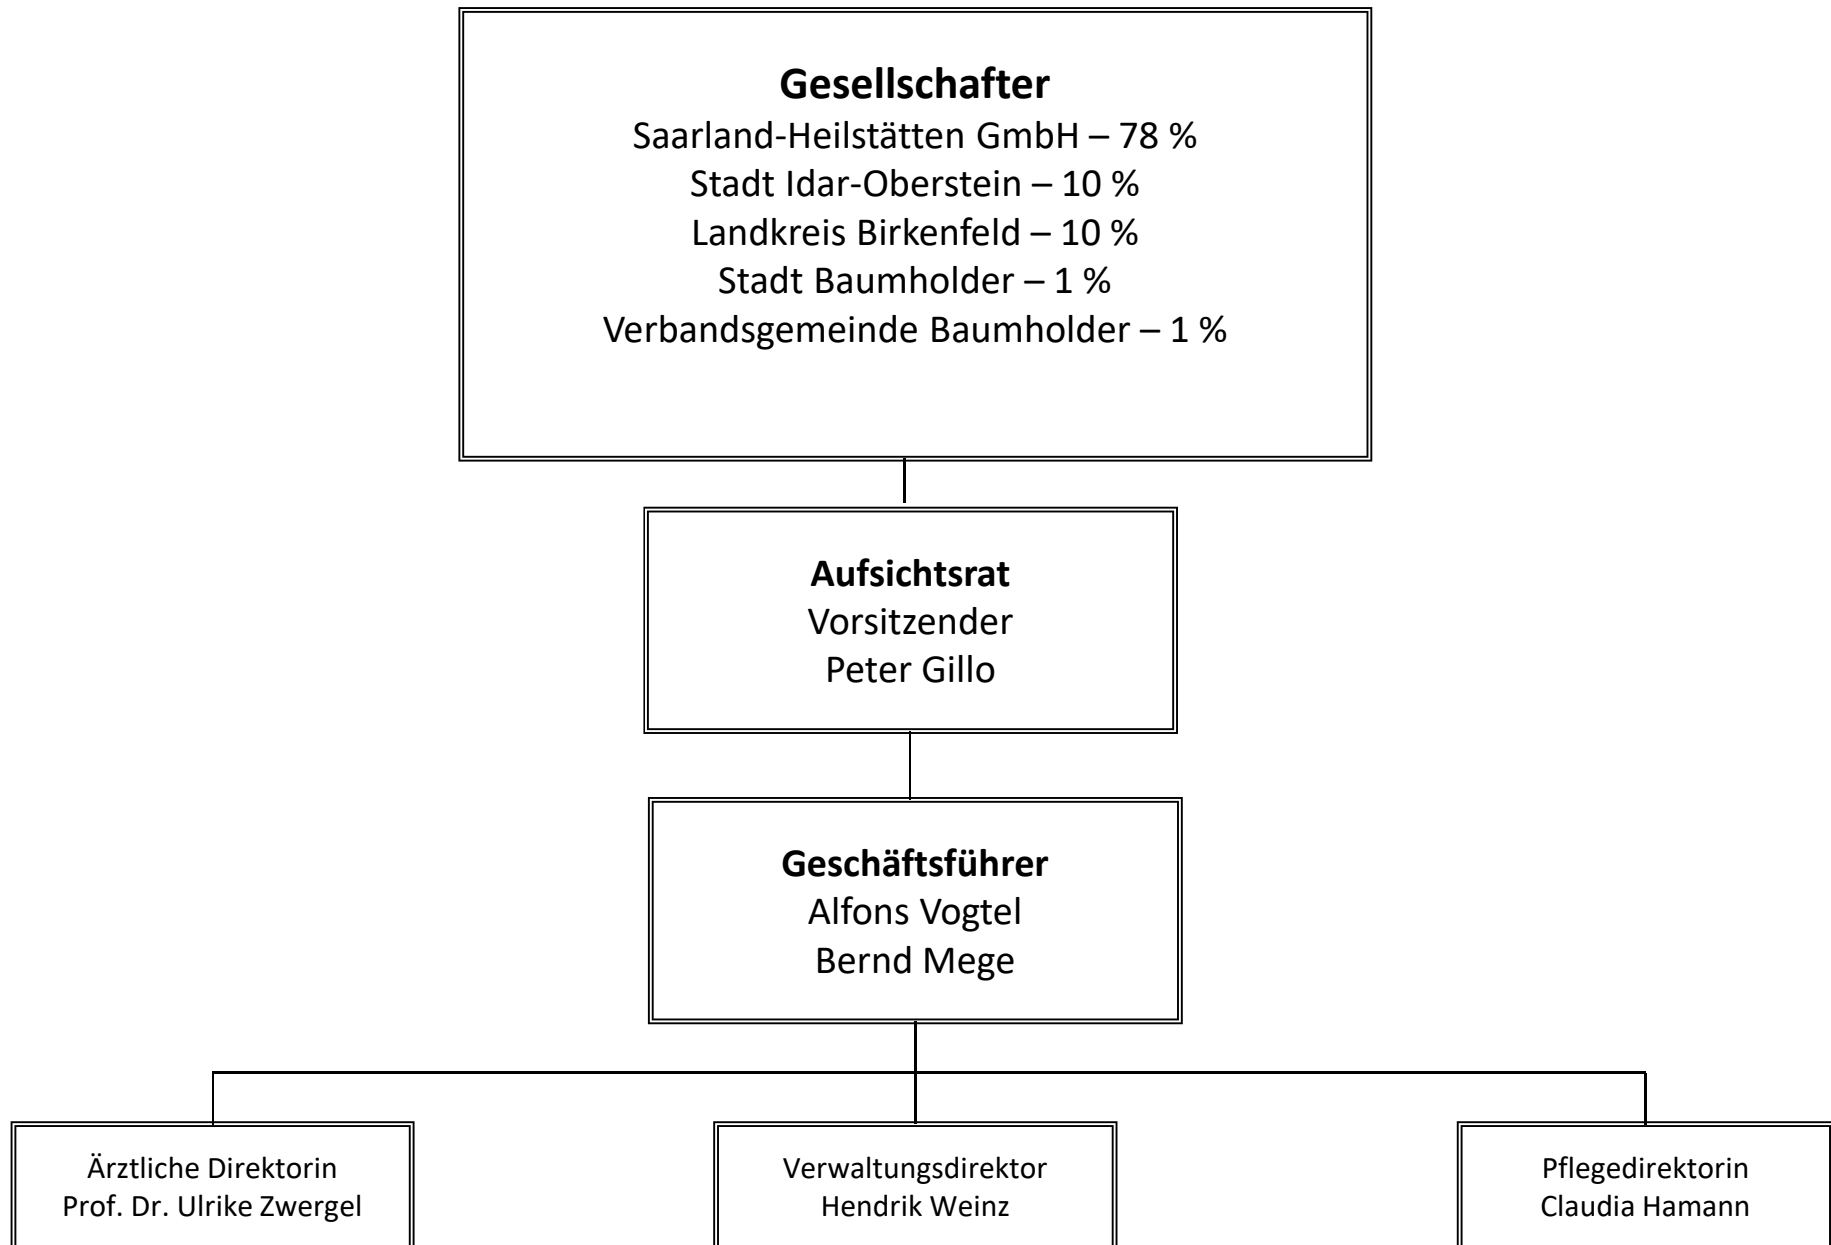 Gesellschafter
Saarland-Heilstätten GmbH – 78 %
Stadt Idar-Oberstein – 10 %
Landkreis Birkenfeld – 10 %
Stadt Baumholder – 1 %
Verbandsgemeinde Baumholder – 1 %
Aufsichtsrat
Vorsitzender
Peter Gillo
Geschäftsführer
Alfons Vogtel
Bernd Mege
Ärztliche Direktorin
Prof. Dr. Ulrike Zwergel
Verwaltungsdirektor
Hendrik Weinz
Pflegedirektorin
Claudia Hamann